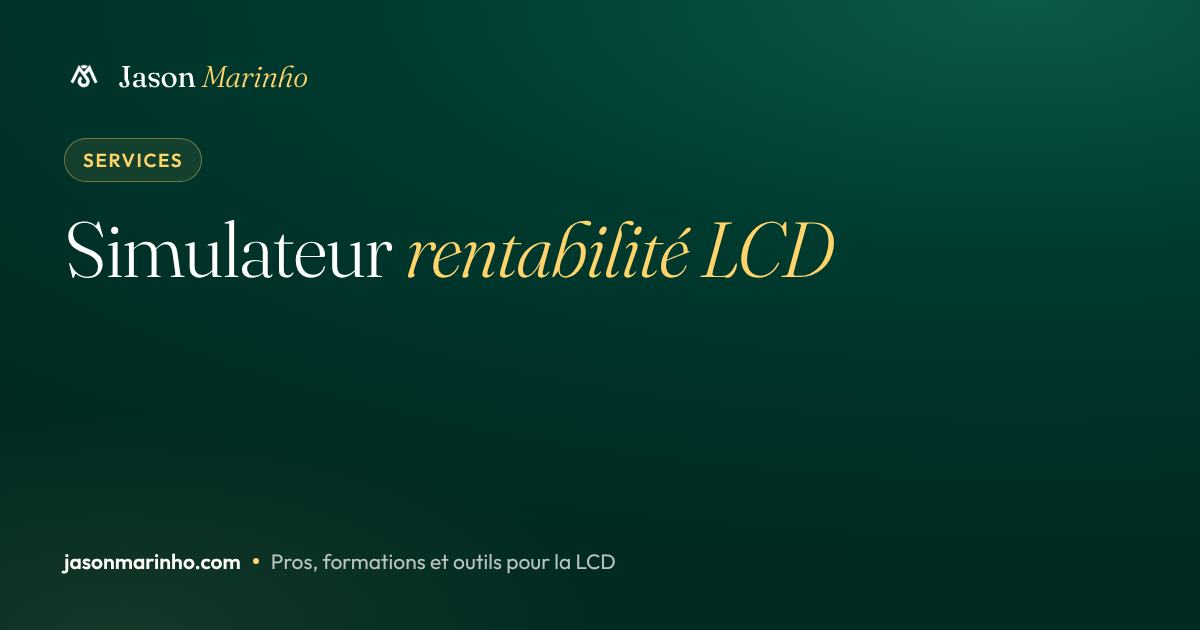 Jason Marinho
SERVICES
Simulateur rentabilité LCD
jasonmarinho.com • Pros, formations et outils pour la LCD